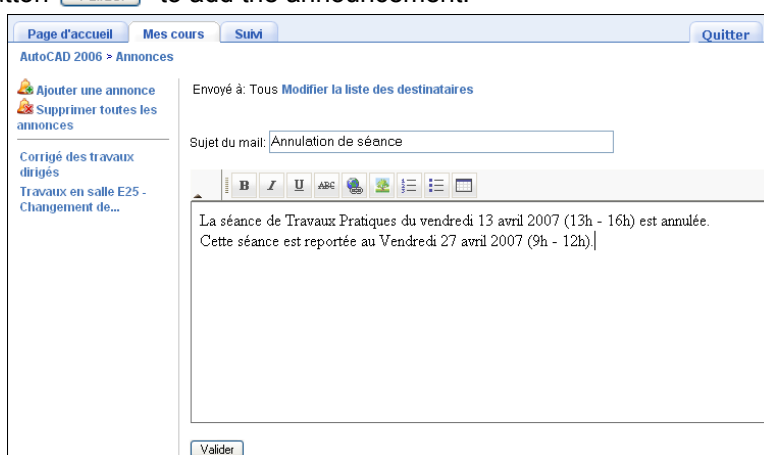 Valider to add the announcement.
Page d'accueil Mes cours Suivi Quitter
AutoCAD 2006 > Annonces
Ajouter une annonce
Supprimer toutes les
annonces
Corrigé des travaux
dirigés
Travaux en salle E25 -
Changement de...
Envoyé à: Tous Modifier la liste des destinataires
Sujet du mail: Annulation de séance
B I U ABC
La séance de Travaux Pratiques du vendredi 13 avril 2007 (13h - 16h) est annulée.
Cette séance est reportée au Vendredi 27 avril 2007 (9h - 12h).
Valider